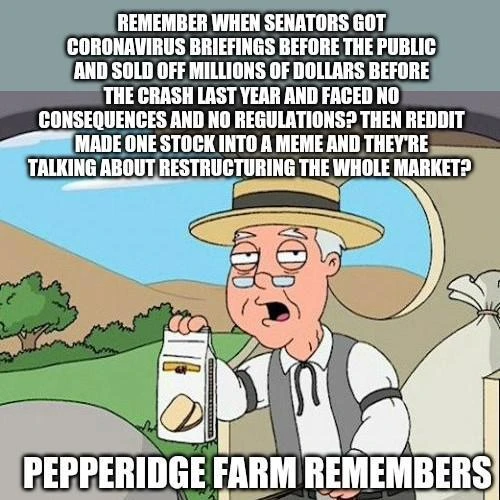 REMEMBER WHEN SENATORS GOT
CORONAVIRUS BRIEFINGS BEFORE THE PUBLIC
AND SOLD OFF MILLIONS OF DOLLARS BEFORE
THE CRASH LAST YEAR AND FACED NO
CONSEQUENCES AND NO REGULATIONS? THEN REDDIT
MADE ONE STOCK INTO A MEME AND THEY'RE
TALKING ABOUT RESTRUCTURING THE WHOLE MARKET?
PEPPERIDGE FARM REMEMBERS